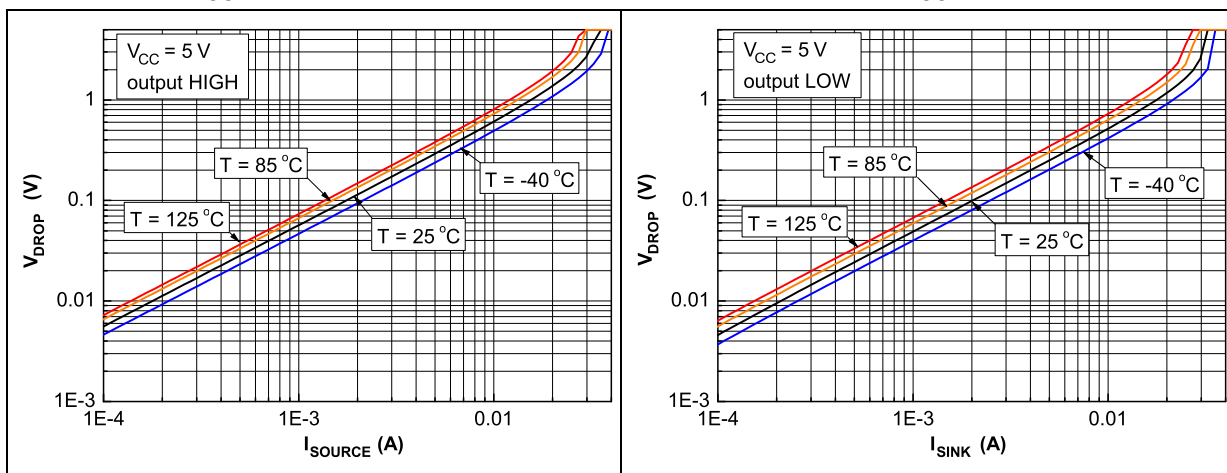 V_CC = 5 V
output HIGH
1
0.1
0.01
1E-3
V_DROP (V)
T = 85 °C
T = -40 °C
T = 125 °C
T = 25 °C
1E-4
1E-3
0.01
I_SOURCE (A)
V_CC = 5 V
output LOW
1
0.1
0.01
1E-3
V_DROP (V)
T = 85 °C
T = -40 °C
T = 125 °C
T = 25 °C
1E-4
1E-3
0.01
I_SINK (A)